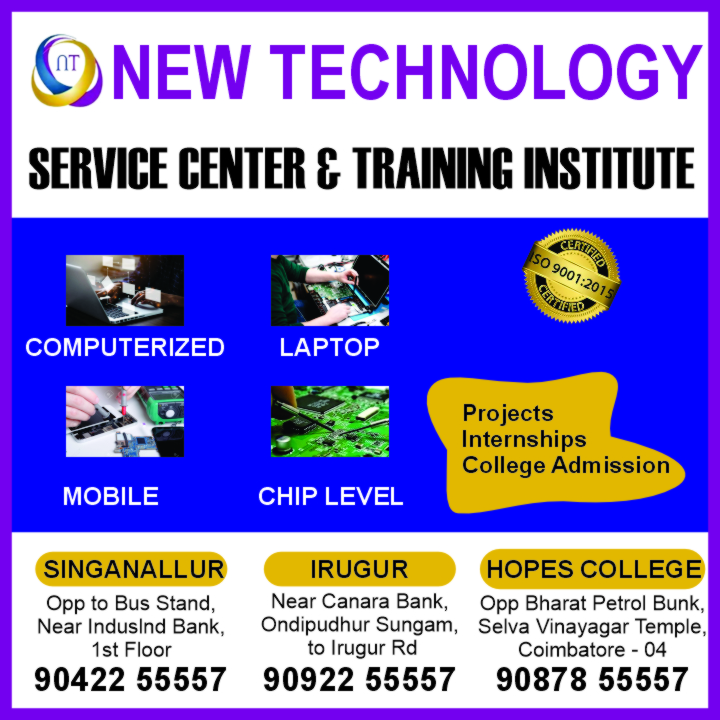 NT
NEW TECHNOLOGY
SERVICE CENTER & TRAINING INSTITUTE
CERTIFIED
ISO 9001:2015
CERTIFIED
COMPUTERIZED
LAPTOP
MOBILE
CHIP LEVEL
Projects
Internships
College Admission
SINGANALLUR
Opp to Bus Stand,
Near IndusInd Bank,
1st Floor
90422 55557
IRUGUR
Near Canara Bank,
Ondipudhur Sungam,
to Irugur Rd
90922 55557
HOPES COLLEGE
Opp Bharat Petrol Bunk,
Selva Vinayagar Temple,
Coimbatore - 04
90878 55557